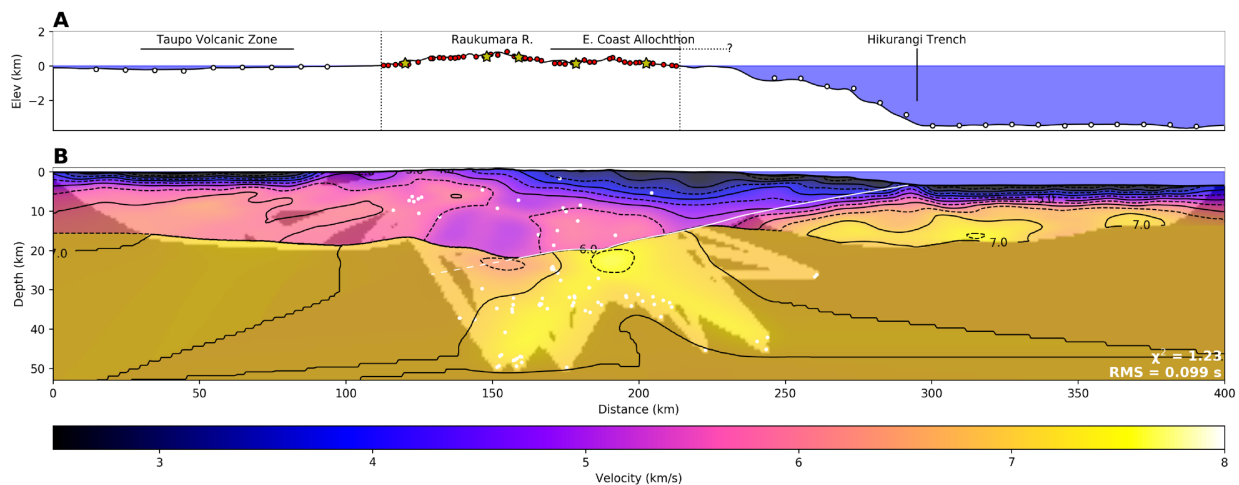 A
2
0
−2
Elev (km)
Taupo Volcanic Zone
Raukumara R.
E. Coast Allochthon
?
Hikurangi Trench
B
0
10
20
30
40
50
Depth (km)
7.0
6.0
5.0
7.0
7.0
χ² = 1.23
RMS = 0.099 s
0 50 100 150 200 250 300 350 400
Distance (km)
3 4 5 6 7 8
Velocity (km/s)